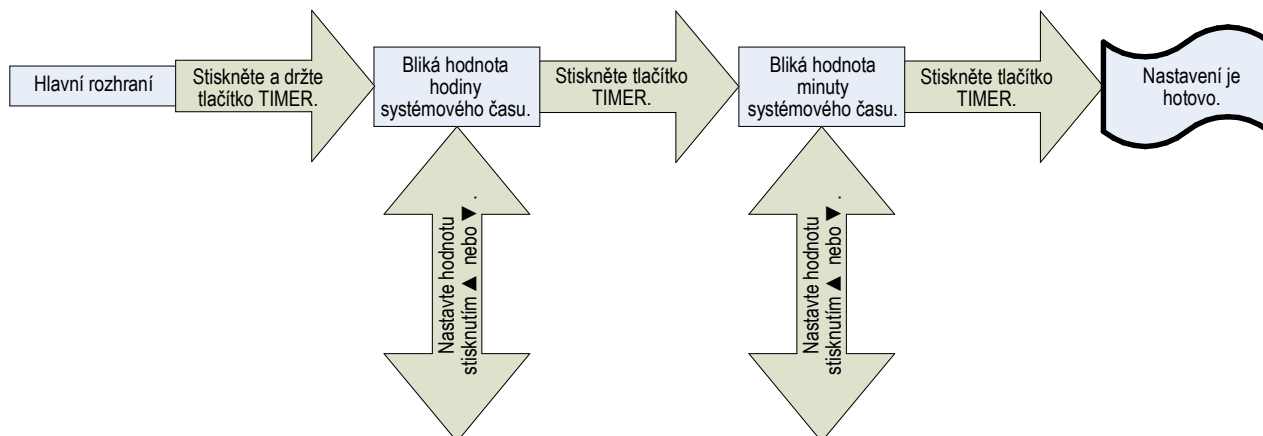 Hlavní rozhraní
Stiskněte a držte
tlačítko TIMER.
Bliká hodnota
hodiny
systémového času.
Stiskněte tlačítko
TIMER.
Bliká hodnota
minuty
systémového času.
Stiskněte tlačítko
TIMER.
Nastavení je
hotovo.
Nastavte hodnotu
stisknutím ▲ nebo ▼.
Nastavte hodnotu
stisknutím ▲ nebo ▼.